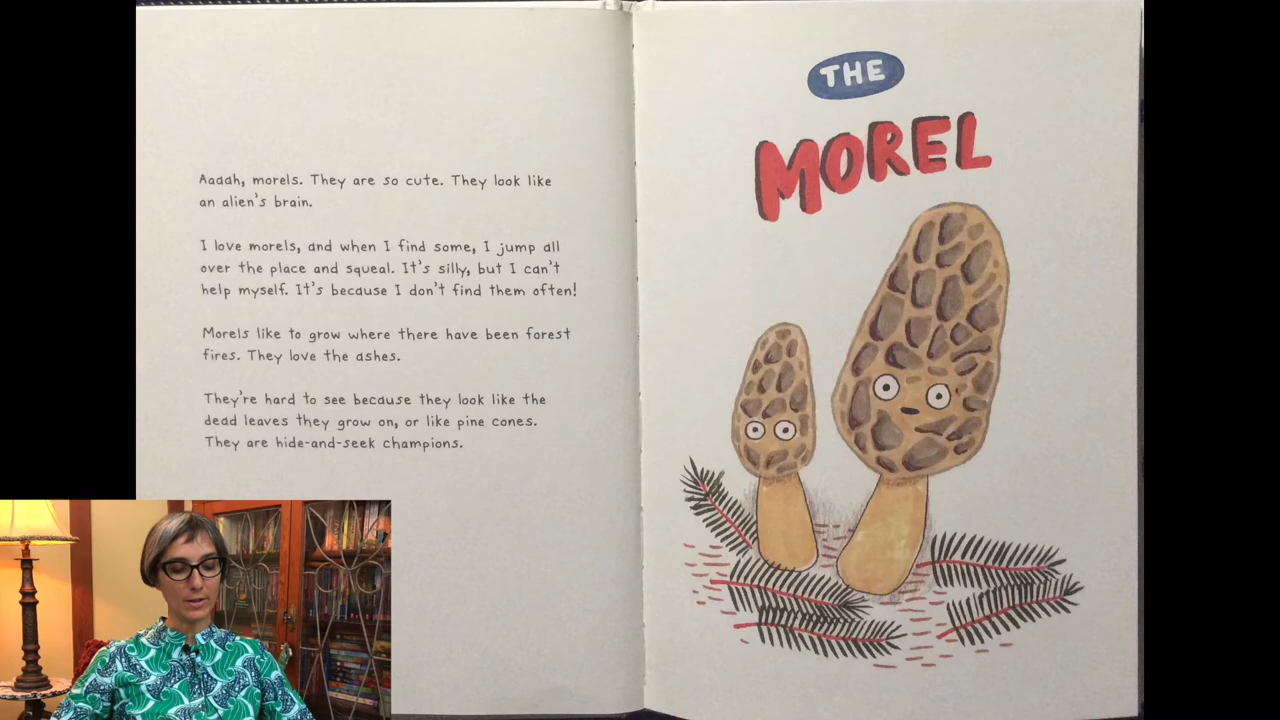 Aaaah, morels. They are so cute. They look like
an alien's brain.
I love morels, and when I find some, I jump all
over the place and squeal. It's silly, but I can't
help myself. It's because I don't find them often!
Morels like to grow where there have been forest
fires. They love the ashes.
They're hard to see because they look like the
dead leaves they grow on, or like pine cones.
They are hide-and-seek champions.
THE
MOREL